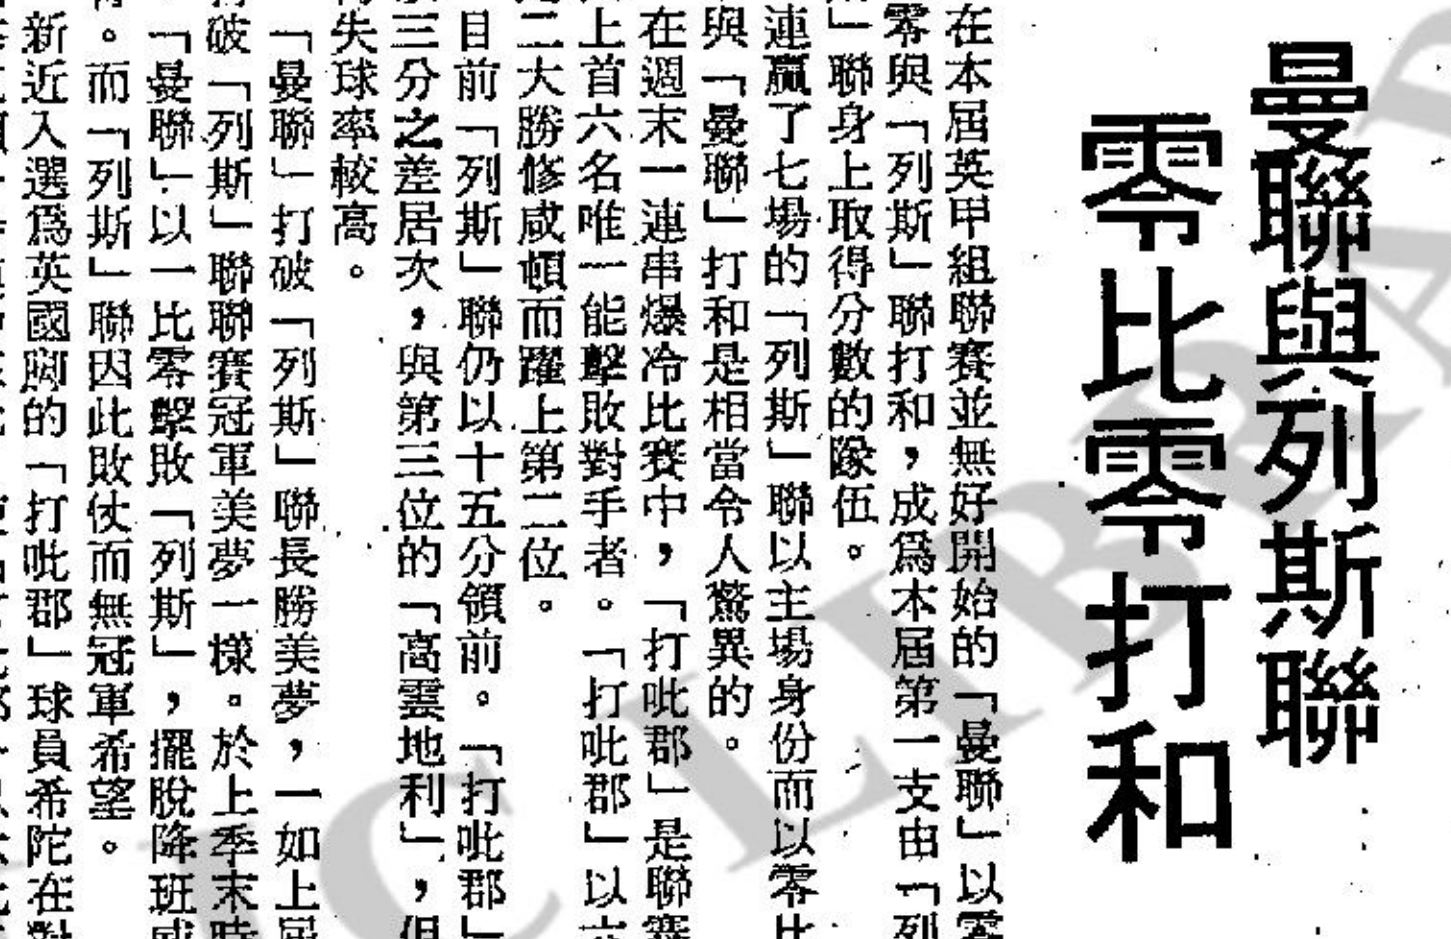 曼聯與列斯聯
零比零打和
在本屆英甲組聯賽並無好開始的「曼聯」以零
零與「列斯」聯打和，成爲本屆第一支由「列
」聯身上取得分數的隊伍。
連贏了七場的「列斯」聯以主場身份而以零比
與「曼聯」打和是相當令人驚異的。
在週末一連串爆冷比賽中，「打吡郡」是聯賽
上首六名唯一能擊敗對手者。「打吡郡」以六
二大勝修咸頓而躍上第二位。
目前「列斯」聯仍以十五分領前。「打吡郡」
三分之差居次，與第三位的「高雲地利」，但
失球率較高。
「曼聯」打破「列斯」聯長勝美夢，一如上屆
破「列斯」聯聯賽冠軍美夢一樣。於上季末時
「曼聯」以一比零擊敗「列斯」，擺脫降班威
。而「列斯」聯因此敗仗而無冠軍希望。
新近入選爲英國脚的「打吡郡」球員希陀在對
LIBRAR